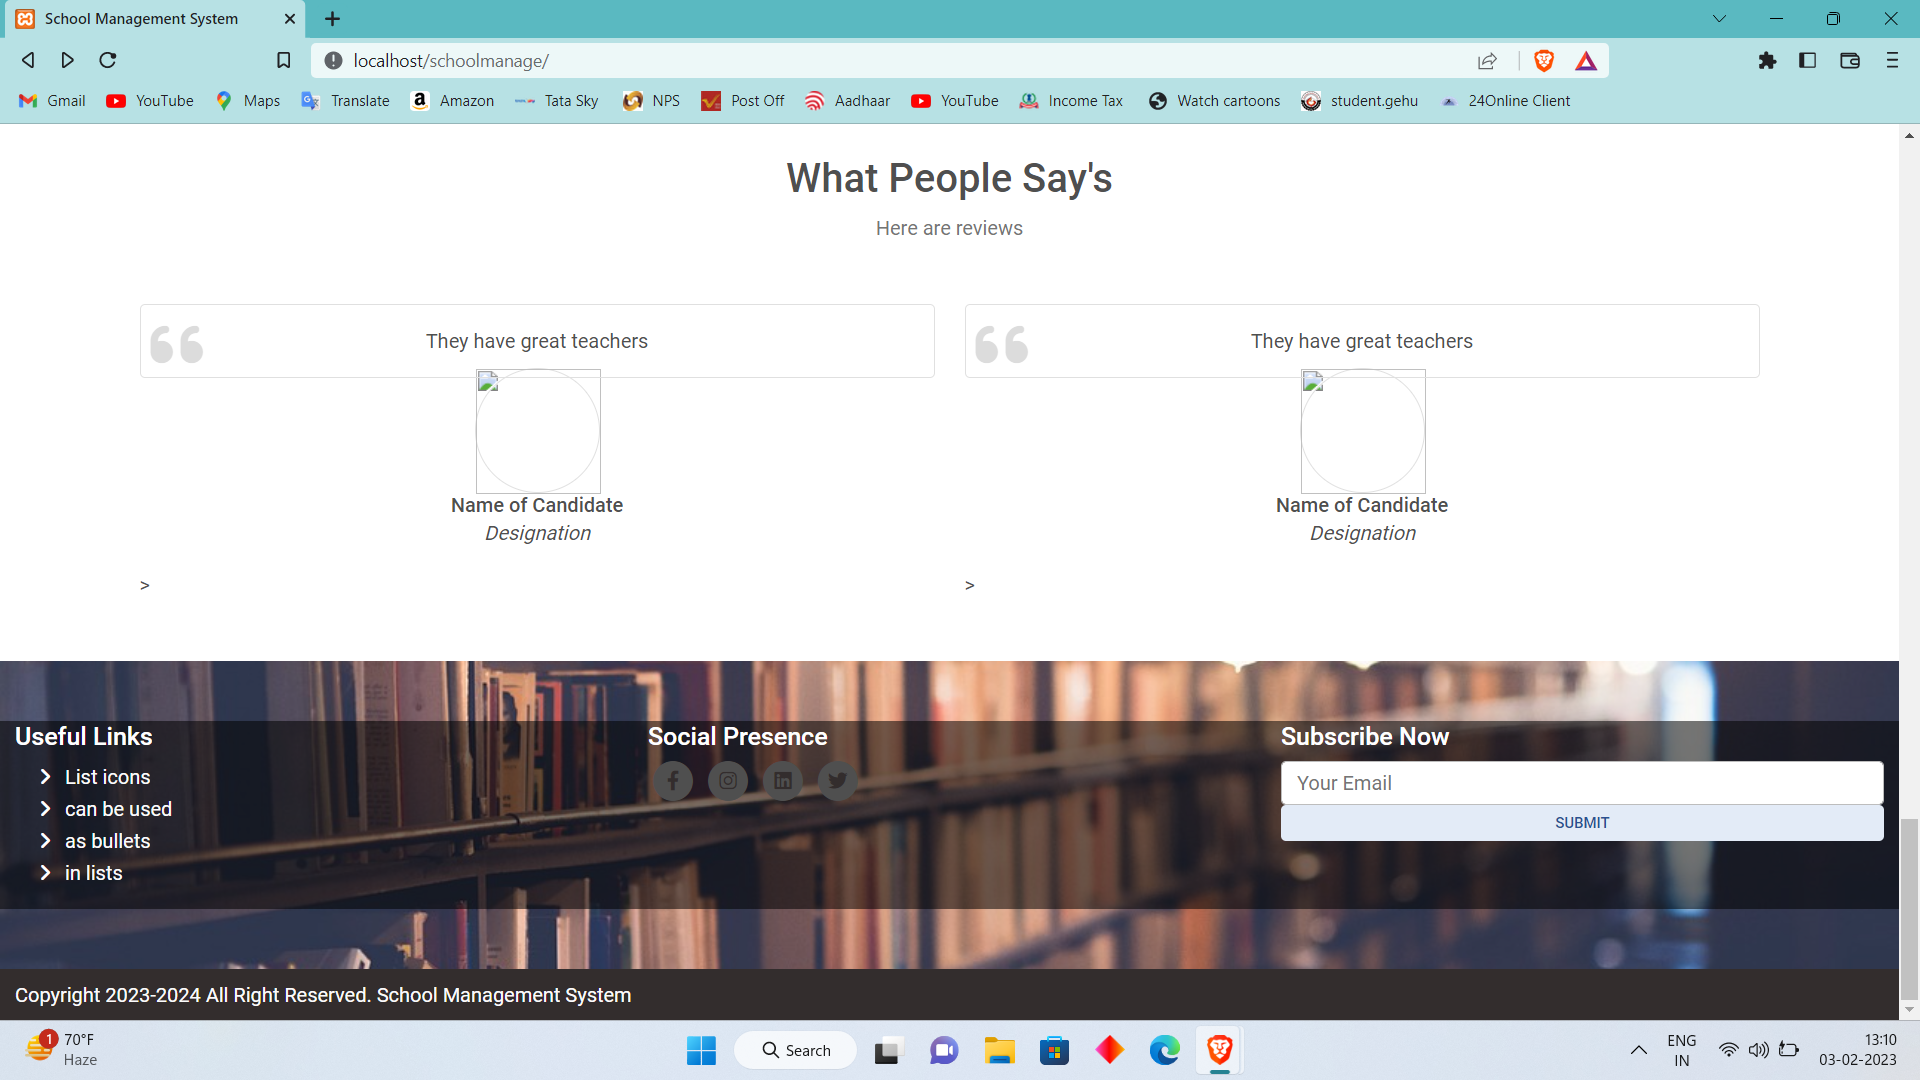 School Management System
localhost/schoolmanage/
Gmail YouTube Maps Translate Amazon Tata Sky NPS Post Off Aadhaar YouTube Income Tax Watch cartoons student.gehu 24Online Client
What People Say's
Here are reviews
They have great teachers
They have great teachers
Name of Candidate
Designation
Name of Candidate
Designation
>
>
Useful Links
List icons
can be used
as bullets
in lists
Social Presence
Subscribe Now
Your Email
SUBMIT
Copyright 2023-2024 All Right Reserved. School Management System
1
70°F
Haze
Search
ENG
IN
13:10
03-02-2023